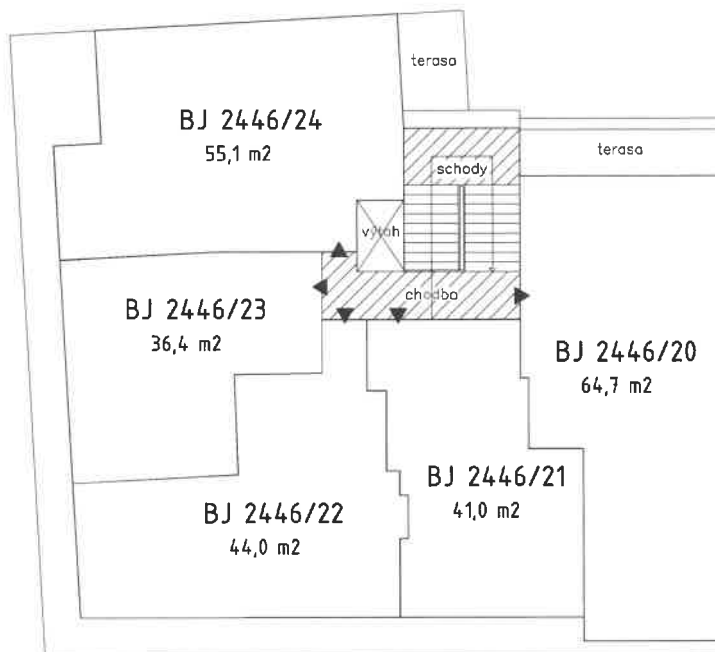 terasa
BJ 2446/24
55,1 m2
terasa
schody
výtah
BJ 2446/23
36,4 m2
chodba
BJ 2446/20
64,7 m2
BJ 2446/21
41,0 m2
BJ 2446/22
44,0 m2